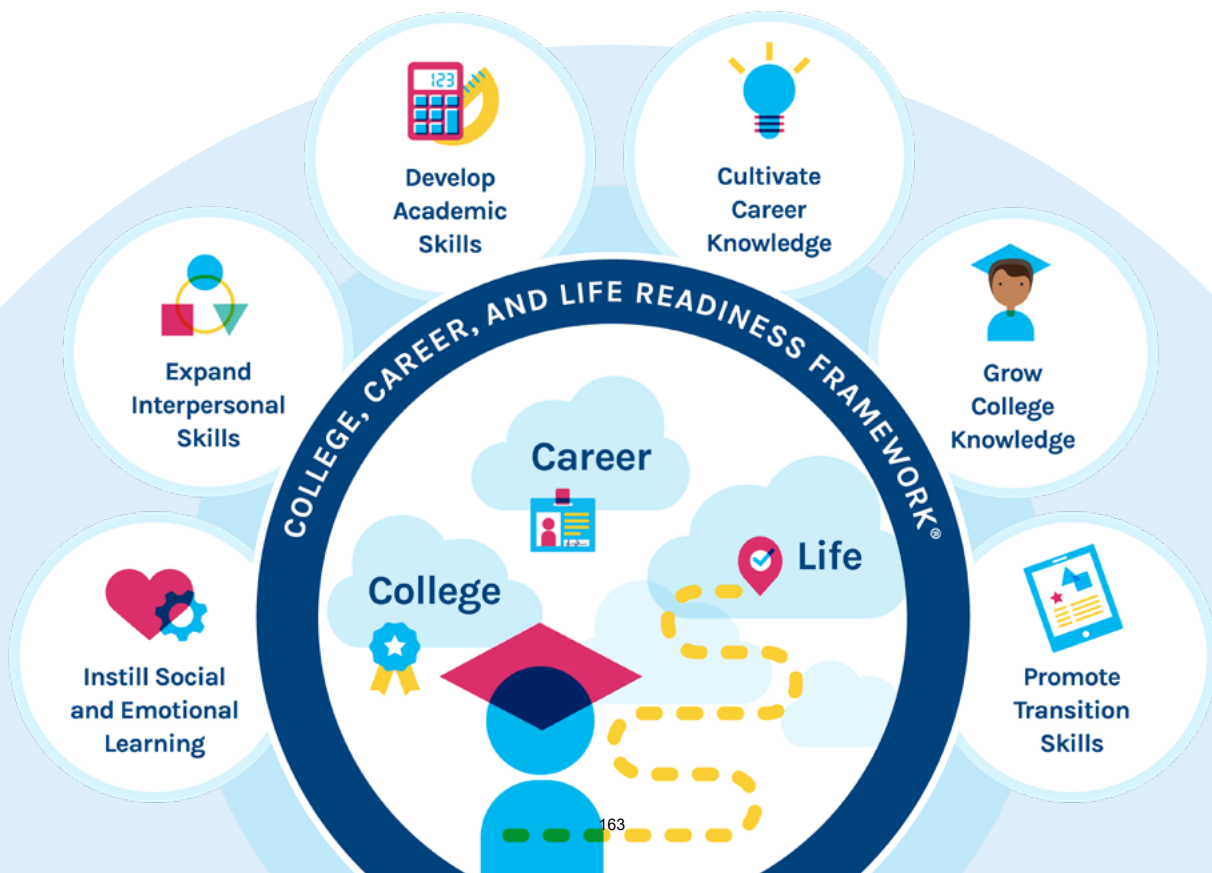 123
Develop
Academic
Skills
Cultivate
Career
Knowledge
Expand
Interpersonal
Skills
Grow
College
Knowledge
Instill Social
and Emotional
Learning
Promote
Transition
Skills
COLLEGE, CAREER, AND LIFE READINESS FRAMEWORK®
Career
Life
College
163